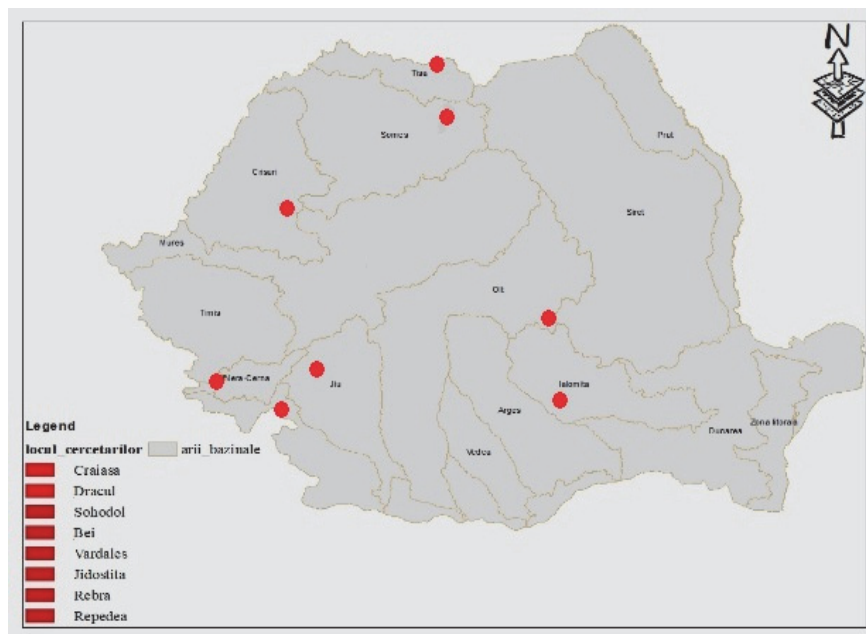 N
Tisa
Somes
Prut
Crisuri
Siret
Mures
Olt
Timis
Nera-Cerna
Jiu
Ialomita
Arges
Zona litorala
Dunarea
Vedea
Legend
locul_cercetarilor arii_bazinale
Craiasa
Dracul
Sohodol
Bei
Vardales
Jidostita
Rebra
Repedea